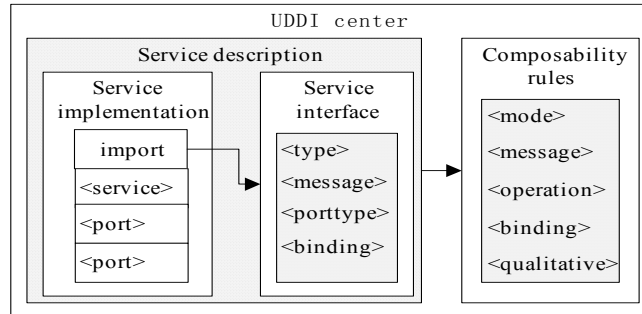 UDDI center
Service description
Service
implementation
import
<service>
<port>
<port>
Service
interface
<type>
<message>
<porttype>
<binding>
Composability
rules
<mode>
<message>
<operation>
<binding>
<qualitative>